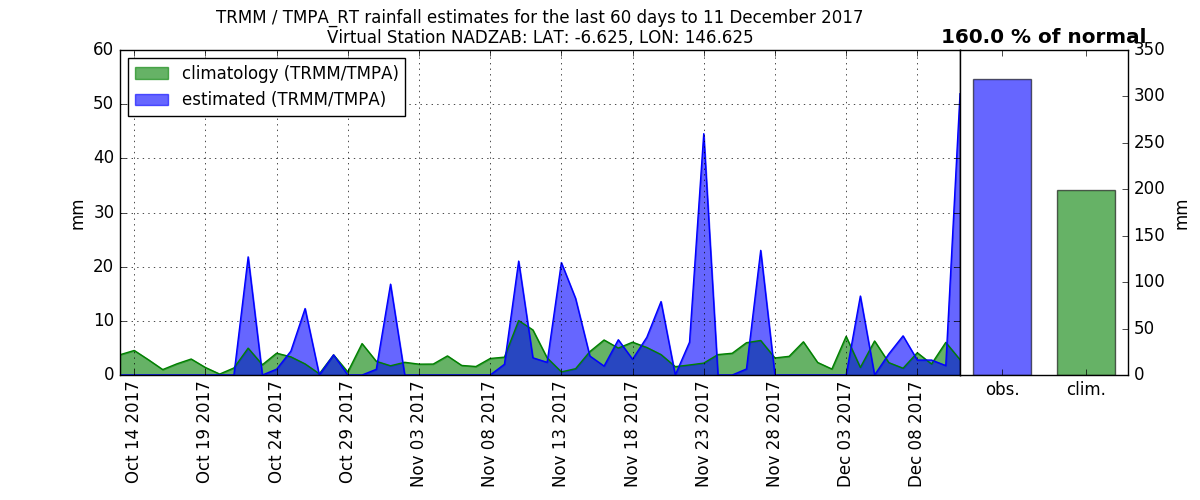 TRMM / TMPA_RT rainfall estimates for the last 60 days to 11 December 2017
Virtual Station NADZAB: LAT: -6.625, LON: 146.625
160.0 % of normal
climatology (TRMM/TMPA)
estimated (TRMM/TMPA)
mm
60
50
40
30
20
10
0
Oct 14 2017
Oct 19 2017
Oct 24 2017
Oct 29 2017
Nov 03 2017
Nov 08 2017
Nov 13 2017
Nov 18 2017
Nov 23 2017
Nov 28 2017
Dec 03 2017
Dec 08 2017
350
300
250
200
150
100
50
0
mm
obs.
clim.